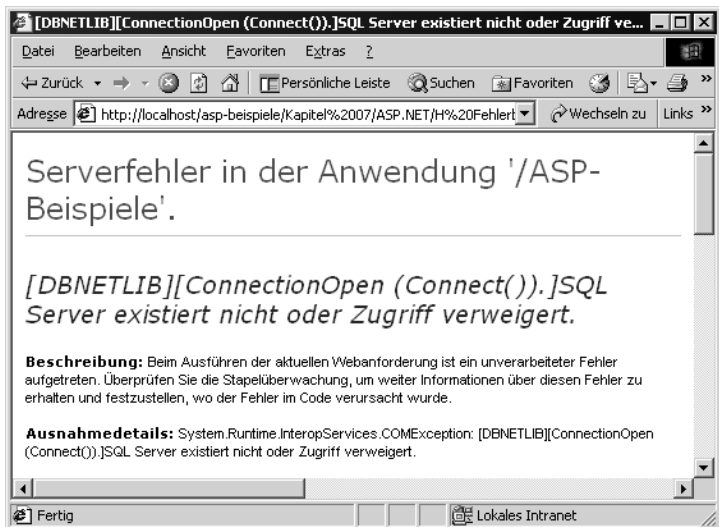 [DBNETLIB][ConnectionOpen (Connect()).]SQL Server existiert nicht oder Zugriff ve...
Datei Bearbeiten Ansicht Favoriten Extras ?
Zurück Persönliche Leiste Suchen Favoriten »
Adresse http://localhost/asp-beispiele/Kapitel%2007/ASP.NET/H%20Fehlert Wechseln zu Links »
Serverfehler in der Anwendung '/ASP-
Beispiele'.
[DBNETLIB][ConnectionOpen (Connect()).]SQL
Server existiert nicht oder Zugriff verweigert.
Beschreibung: Beim Ausführen der aktuellen Webanforderung ist ein unverarbeiteter Fehler
aufgetreten. Überprüfen Sie die Stapelüberwachung, um weiter Informationen über diesen Fehler zu
erhalten und festzustellen, wo der Fehler im Code verursacht wurde.
Ausnahmedetails: System.Runtime.InteropServices.COMException: [DBNETLIB][ConnectionOpen
(Connect()).]SQL Server existiert nicht oder Zugriff verweigert.
Fertig Lokales Intranet